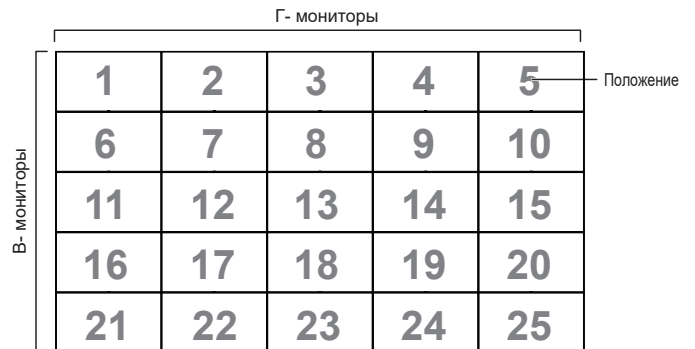 Г- мониторы
1 2 3 4 5 Положение
6 7 8 9 10
В- мониторы
11 12 13 14 15
16 17 18 19 20
21 22 23 24 25